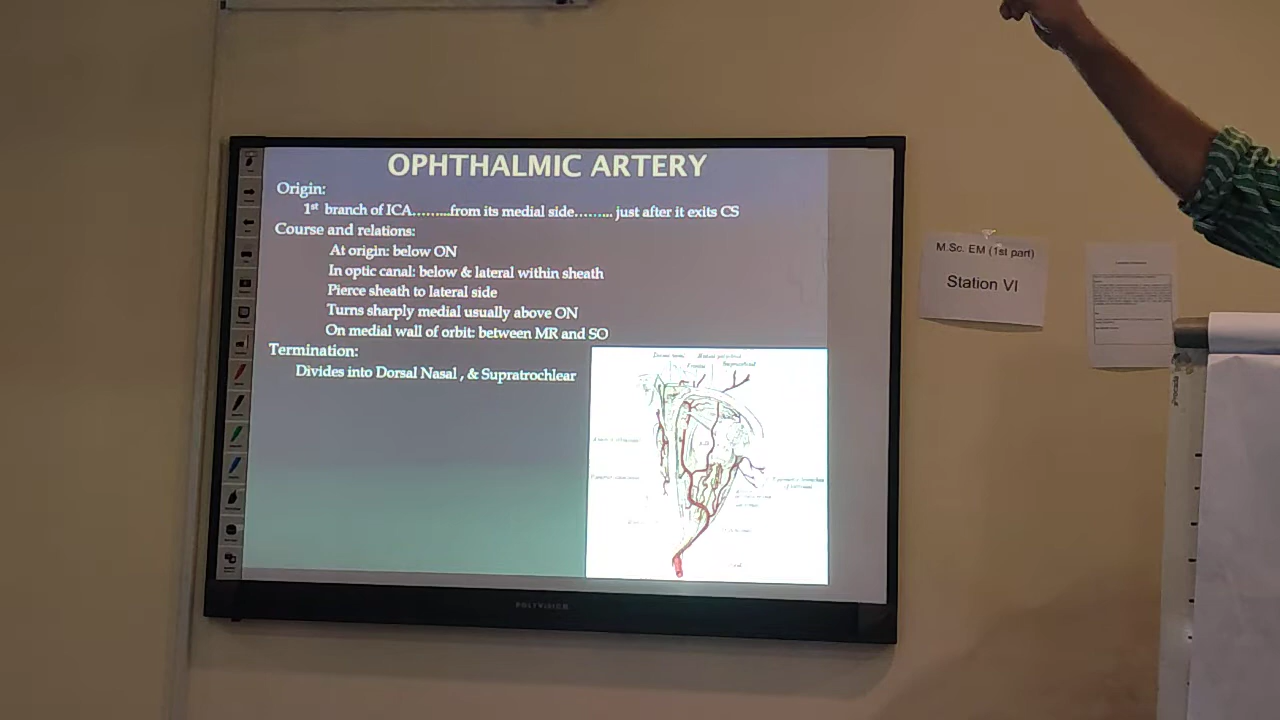 OPHTHALMIC ARTERY
Origin:
1st branch of ICA.........from its medial side......... just after it exits CS
Course and relations:
At origin: below ON
In optic canal: below & lateral within sheath
Pierce sheath to lateral side
Turns sharply medial usually above ON
On medial wall of orbit: between MR and SO
Termination:
Divides into Dorsal Nasal , & Supratrochlear
Supraorbital
POLYVISION
M.Sc. EM (1st part)
Station VI